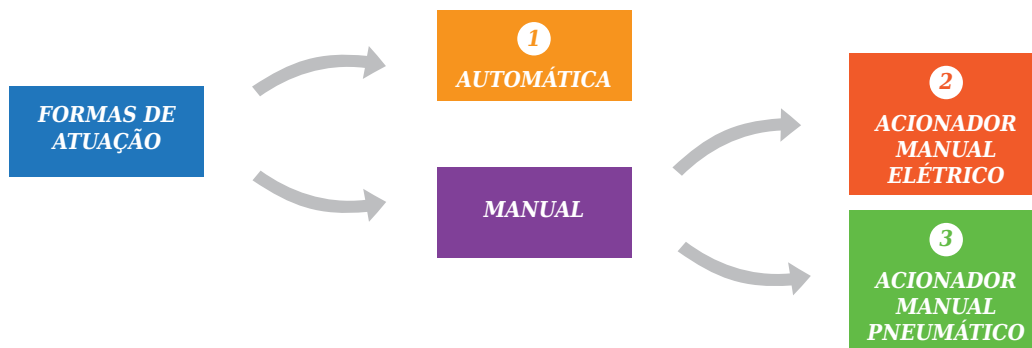 FORMAS DE
ATUAÇÃO
1
AUTOMÁTICA
MANUAL
2
ACIONADOR
MANUAL
ELÉTRICO
3
ACIONADOR
MANUAL
PNEUMÁTICO